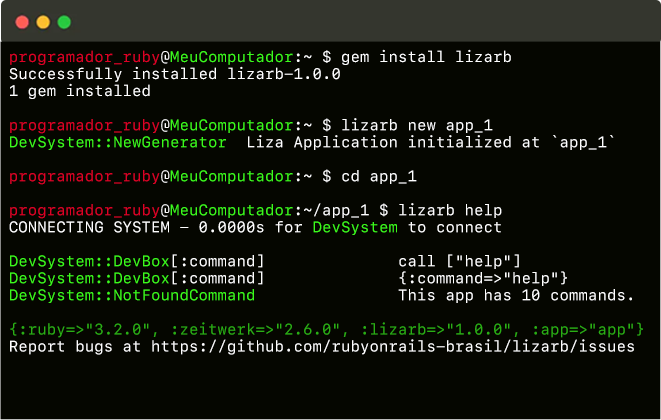 programador_ruby@MeuComputador:~ $ gem install lizarb
Successfully installed lizarb-1.0.0
1 gem installed
programador_ruby@MeuComputador:~ $ lizarb new app_1
DevSystem::NewGenerator  Liza Application initialized at `app_1`
programador_ruby@MeuComputador:~ $ cd app_1
programador_ruby@MeuComputador:~/app_1 $ lizarb help
CONNECTING SYSTEM - 0.0000s for DevSystem to connect
DevSystem::DevBox[:command]              call ["help"]
DevSystem::DevBox[:command]              {:command=>"help"}
DevSystem::NotFoundCommand               This app has 10 commands.
{:ruby=>"3.2.0", :zeitwerk=>"2.6.0", :lizarb=>"1.0.0", :app=>"app"}
Report bugs at https://github.com/rubyonrails-brasil/lizarb/issues